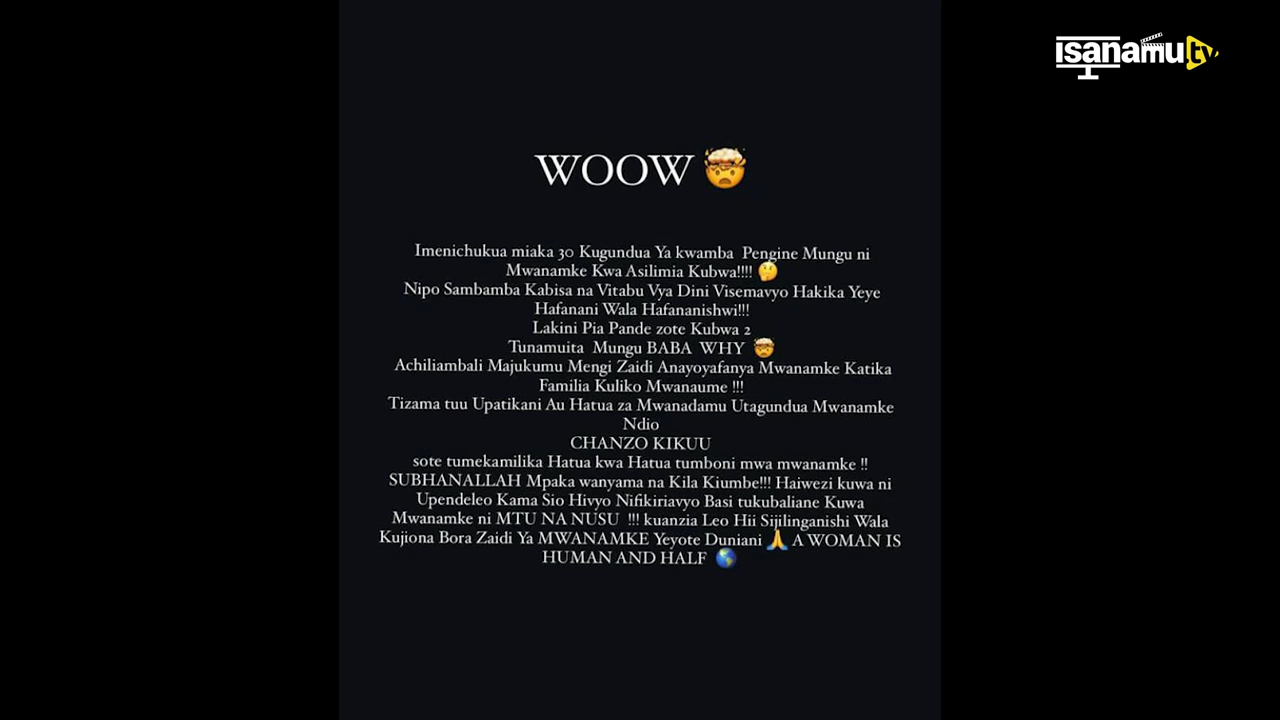 isanamu tv
WOOW 🤯
Imenichukua miaka 30 Kugundua Ya kwamba Pengine Mungu ni
Mwanamke Kwa Asilimia Kubwa!!!! 🤔
Nipo Sambamba Kabisa na Vitabu Vya Dini Visemavyo Hakika Yeye
Hafanani Wala Hafananishwi!!!
Lakini Pia Pande zote Kubwa 2
Tunamuita Mungu BABA WHY 🤯
Achiliambali Majukumu Mengi Zaidi Anayoyafanya Mwanamke Katika
Familia Kuliko Mwanaume !!!
Tizama tuu Upatikani Au Hatua za Mwanadamu Utagundua Mwanamke
Ndio
CHANZO KIKUU
sote tumekamilika Hatua kwa Hatua tumboni mwa mwanamke !!
SUBHANALLAH Mpaka wanyama na Kila Kiumbe!!! Haiwezi kuwa ni
Upendeleo Kama Sio Hivyo Nifikiriavyo Basi tukubaliane Kuwa
Mwanamke ni MTU NA NUSU !!! kuanzia Leo Hii Sijilinganishi Wala
Kujiona Bora Zaidi Ya MWANAMKE Yeyote Duniani 🙏 A WOMAN IS
HUMAN AND HALF 🌎